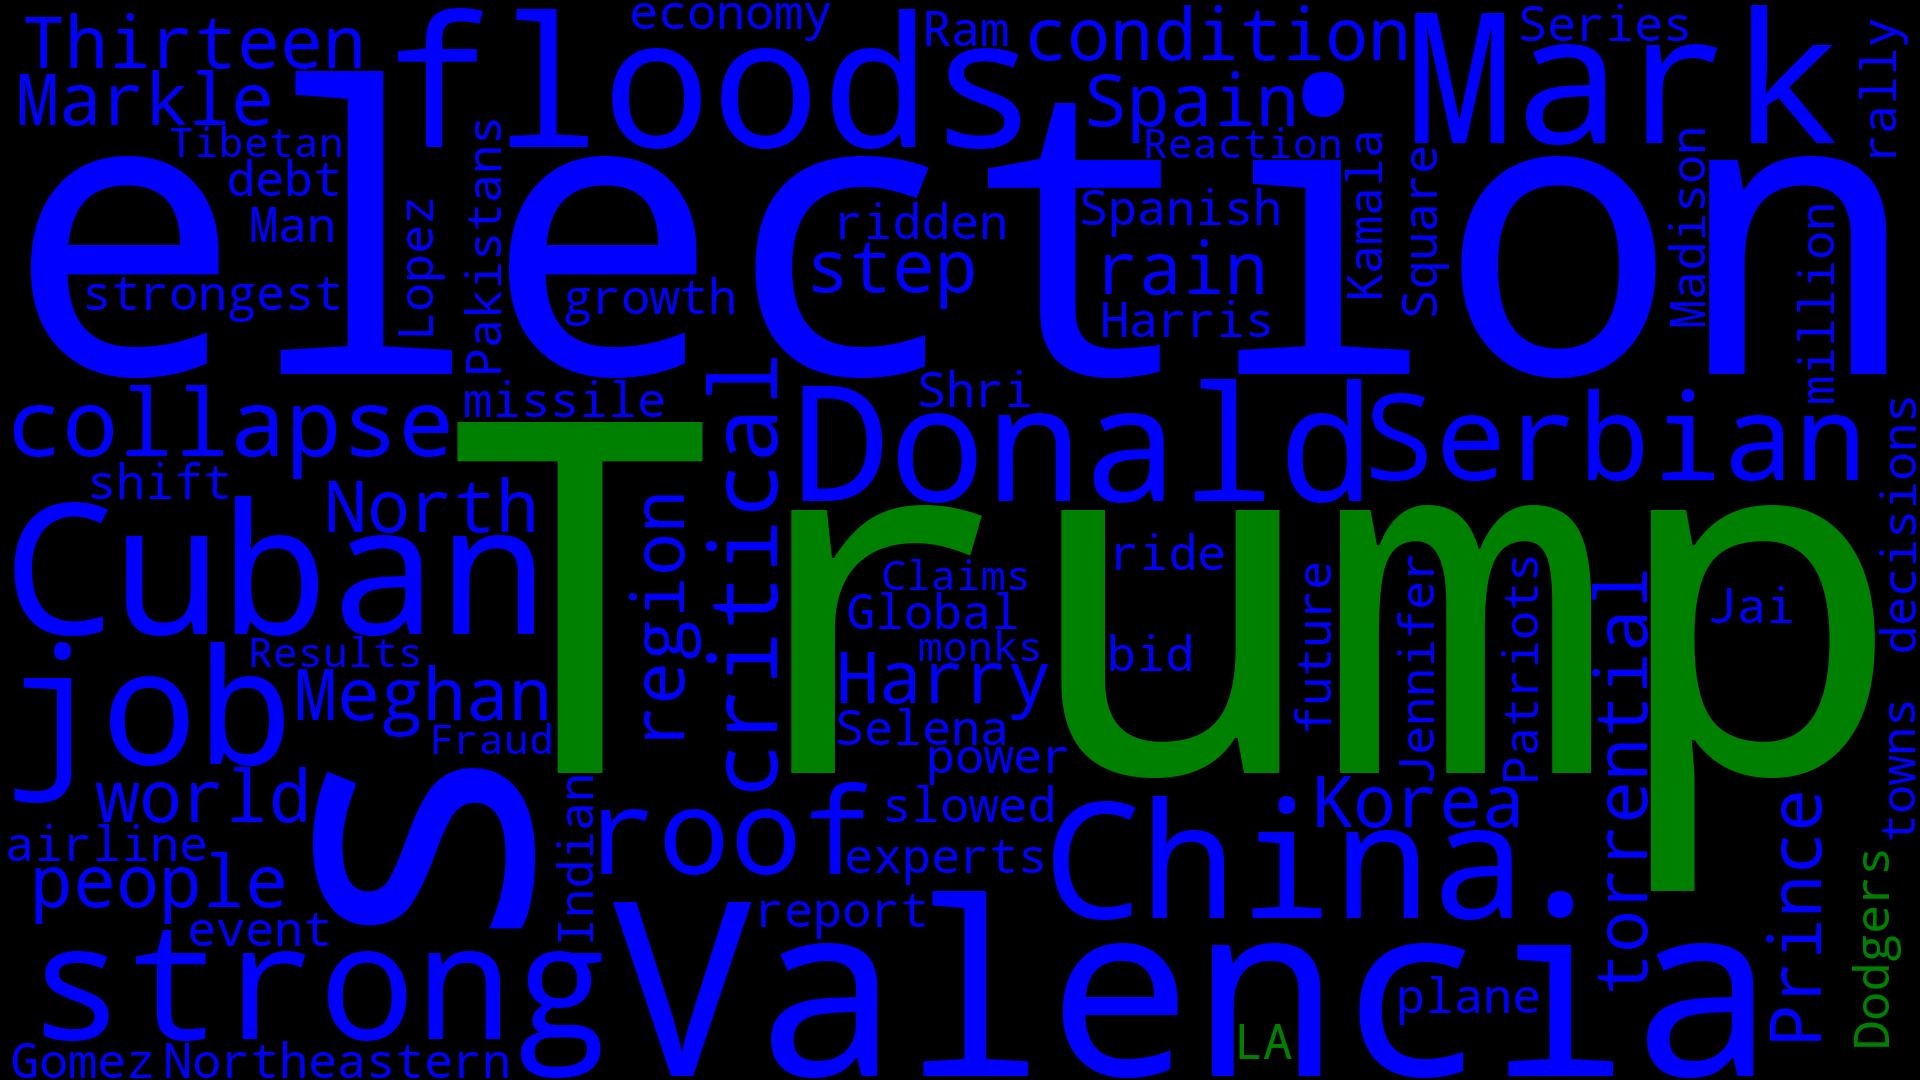 Thirteen
floods
economy
Ram
condition
Mark
Series
rally
Markle
Spain
Tibetan
Reaction
election
debt
Man
Lopez
Pakistans
ridden
step
Spanish
rain
Kamala
Square
Madison
million
strongest
growth
Harris
collapse
missile
critical
Shri
Donald
Serbian
decisions
shift
Cuban
North
Trump
region
Claims
Global
monks
Harry
ride
bid
future
Jennifer
Patriots
torrential
Jai
job
Results
Meghan
Fraud
Selena
power
towns
world
s
Indian
roof
slowed
experts
China
Korea
Prince
Dodgers
airline
people
event
report
strong
Valencia
plane
LA
Gomez
Northeastern